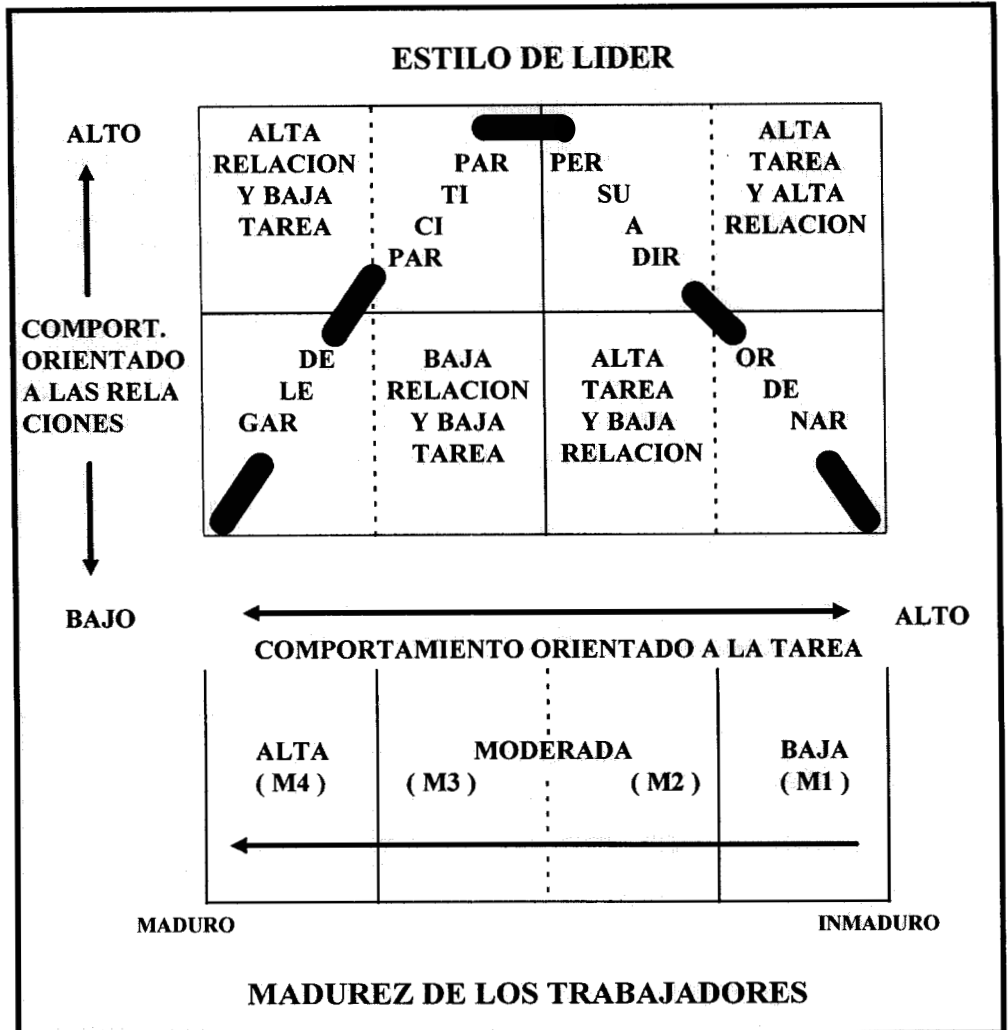 ESTILO DE LIDER
ALTO
ALTA
RELACION
Y BAJA
TAREA
PAR
TI
CI
PAR
PER
SU
A
DIR
ALTA
TAREA
Y ALTA
RELACION
COMPORT.
ORIENTADO
A LAS RELA
CIONES
DE
LE
GAR
BAJA
RELACION
Y BAJA
TAREA
ALTA
TAREA
Y BAJA
RELACION
OR
DE
NAR
BAJO
ALTO
COMPORTAMIENTO ORIENTADO A LA TAREA
ALTA
( M4 )
MODERADA
( M3 )
( M2 )
BAJA
( M1 )
MADURO
INMADURO
MADUREZ DE LOS TRABAJADORES